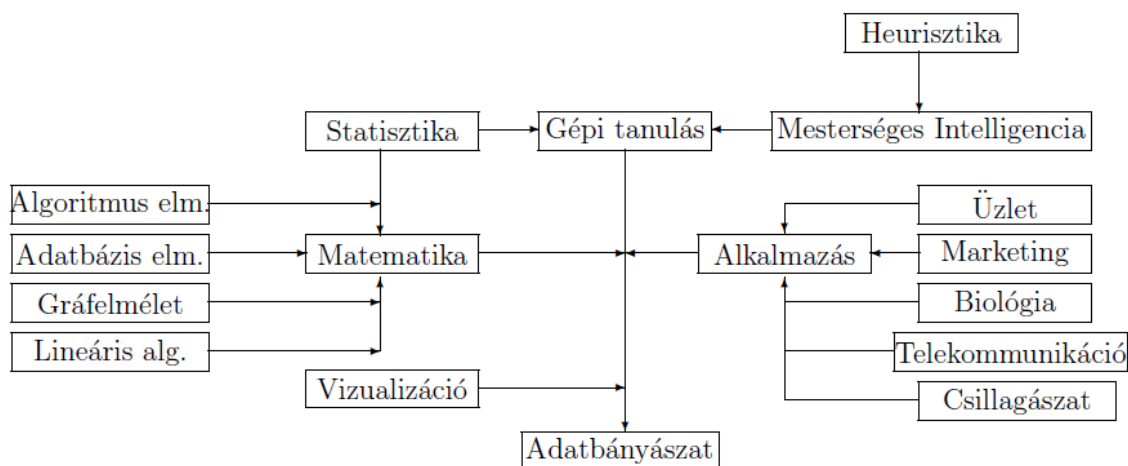 Heurisztika
Statisztika
Gépi tanulás
Mesterséges Intelligencia
Algoritmus elm.
Üzlet
Adatbázis elm.
Matematika
Alkalmazás
Marketing
Gráfelmélet
Biológia
Lineáris alg.
Telekommunikáció
Vizualizáció
Csillagászat
Adatbányászat